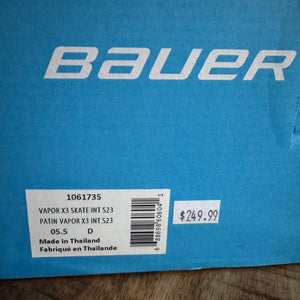 BAUER
1061735
VAPOR X3 SKATE INT S23
PATIN VAPOR X3 INT S23
05.5 D
Made in Thailand
Fabriqué en Thaïlande
$249.99